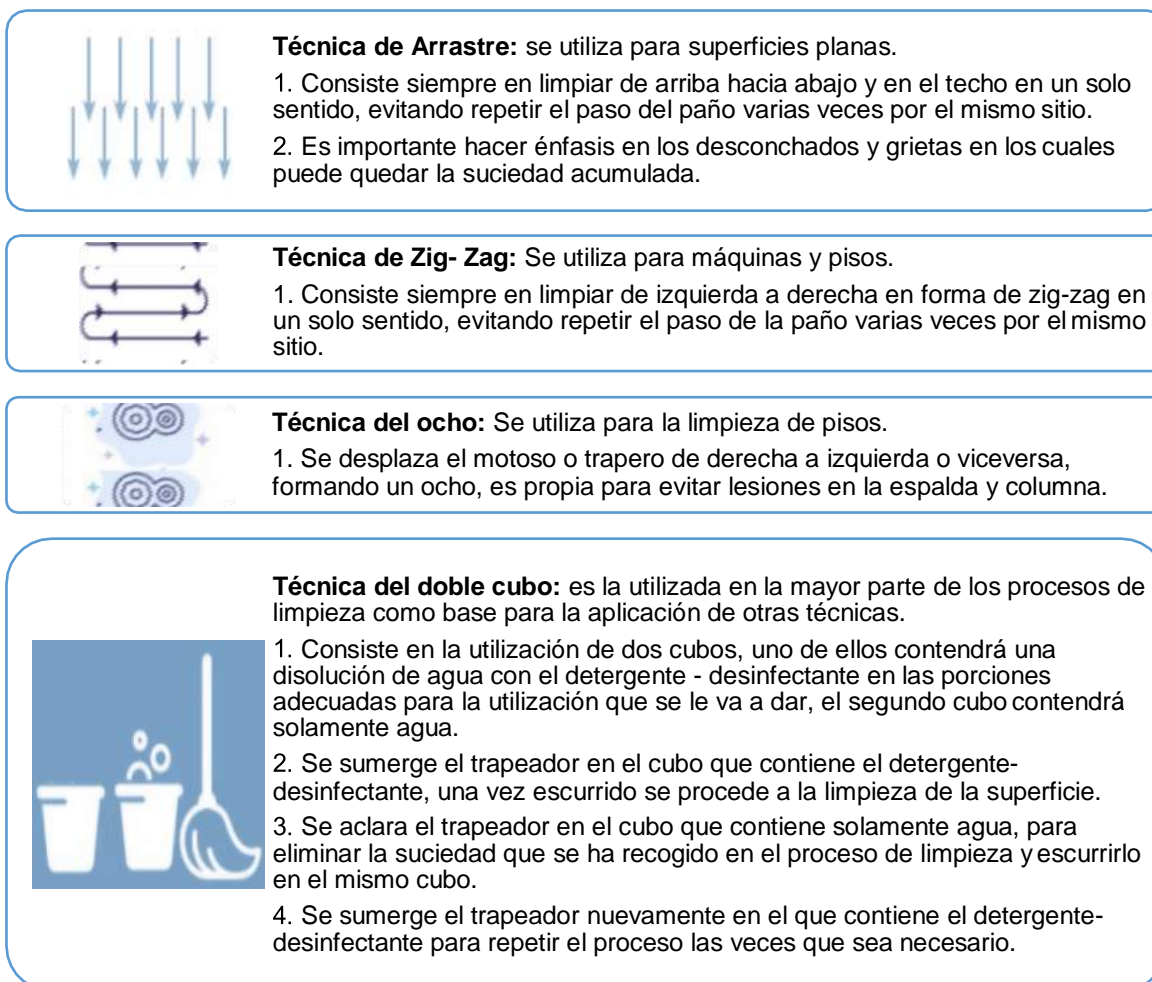 Técnica de Arrastre: se utiliza para superficies planas.
1. Consiste siempre en limpiar de arriba hacia abajo y en el techo en un solo
sentido, evitando repetir el paso del paño varias veces por el mismo sitio.
2. Es importante hacer énfasis en los desconchados y grietas en los cuales
puede quedar la suciedad acumulada.
Técnica de Zig- Zag: Se utiliza para máquinas y pisos.
1. Consiste siempre en limpiar de izquierda a derecha en forma de zig-zag en
un solo sentido, evitando repetir el paso de la paño varias veces por el mismo
sitio.
Técnica del ocho: Se utiliza para la limpieza de pisos.
1. Se desplaza el motoso o trapero de derecha a izquierda o viceversa,
formando un ocho, es propia para evitar lesiones en la espalda y columna.
Técnica del doble cubo: es la utilizada en la mayor parte de los procesos de
limpieza como base para la aplicación de otras técnicas.
1. Consiste en la utilización de dos cubos, uno de ellos contendrá una
disolución de agua con el detergente - desinfectante en las porciones
adecuadas para la utilización que se le va a dar, el segundo cubo contendrá
solamente agua.
2. Se sumerge el trapeador en el cubo que contiene el detergente-
desinfectante, una vez escurrido se procede a la limpieza de la superficie.
3. Se aclara el trapeador en el cubo que contiene solamente agua, para
eliminar la suciedad que se ha recogido en el proceso de limpieza y escurrirlo
en el mismo cubo.
4. Se sumerge el trapeador nuevamente en el que contiene el detergente-
desinfectante para repetir el proceso las veces que sea necesario.